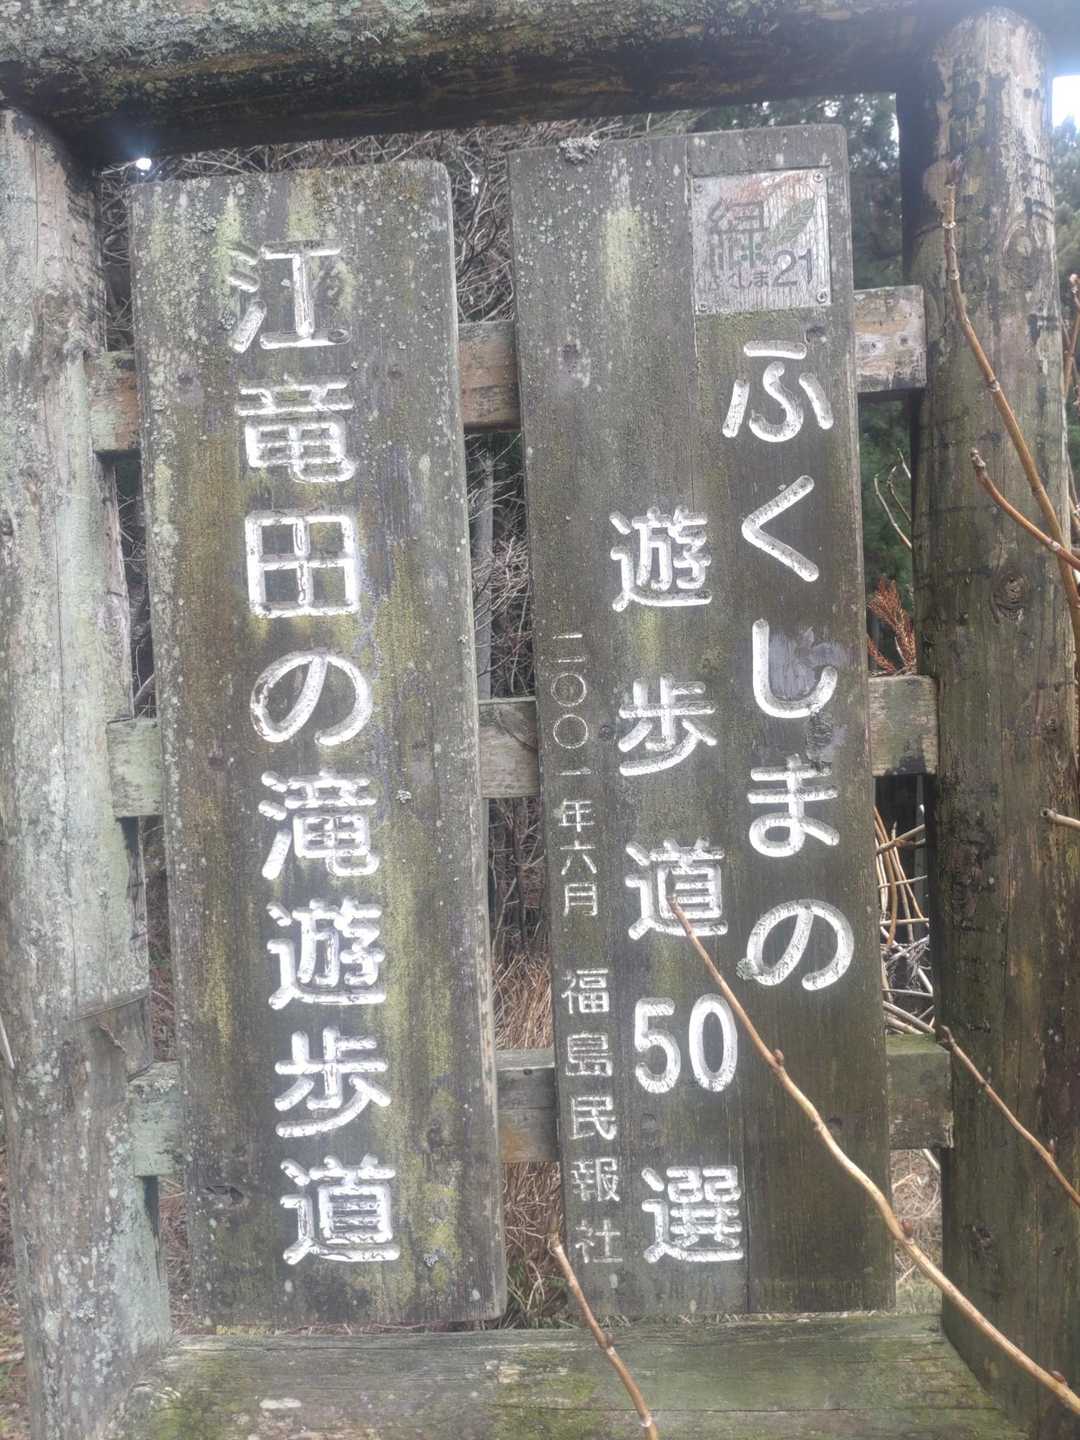 緑
ふくしま21
ふくしまの
遊歩道50選
二〇〇一年六月 福島民報社
江竜田の滝遊歩道